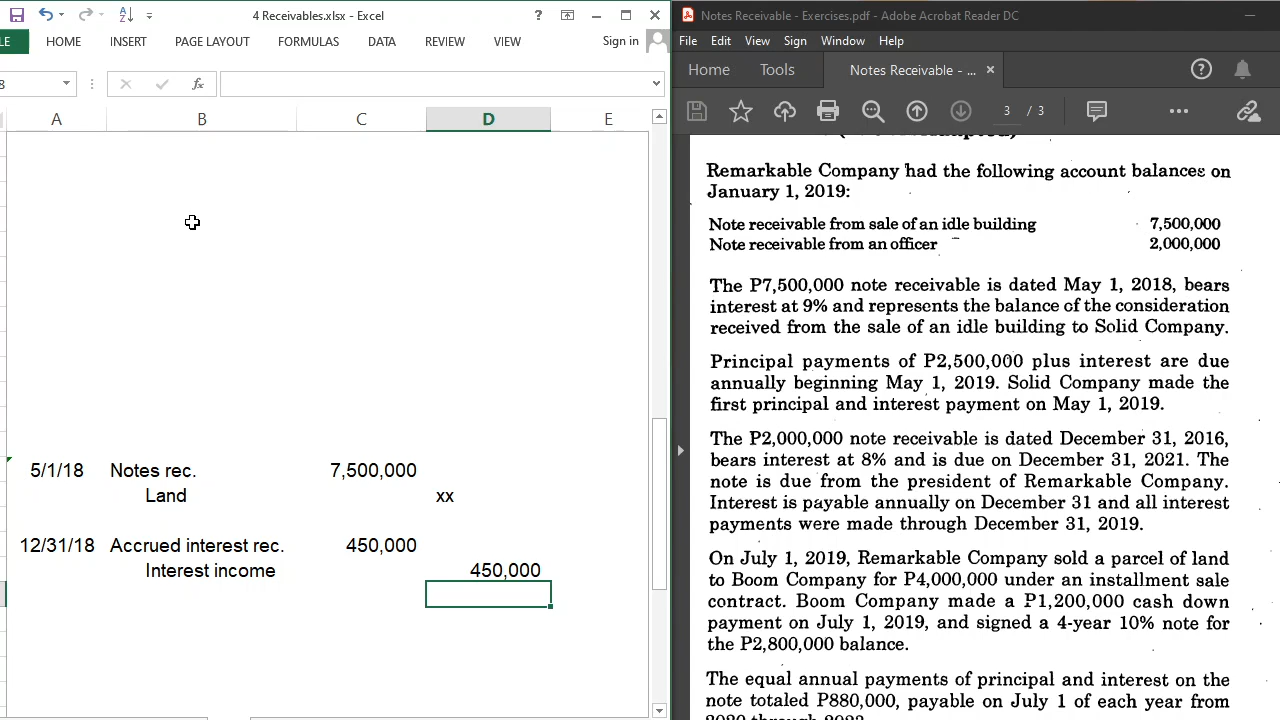 4 Receivables.xlsx - Excel
?
LE HOME INSERT PAGE LAYOUT FORMULAS DATA REVIEW VIEW Sign in
8 fx
A B C D E
5/1/18 Notes rec. 7,500,000
Land xx
12/31/18 Accrued interest rec. 450,000
Interest income 450,000
Notes Receivable - Exercises.pdf - Adobe Acrobat Reader DC
File Edit View Sign Window Help
Home Tools Notes Receivable - ... ×
3 / 3
Remarkable Company had the following account balances on
January 1, 2019:
Note receivable from sale of an idle building 7,500,000
Note receivable from an officer 2,000,000
The P7,500,000 note receivable is dated May 1, 2018, bears
interest at 9% and represents the balance of the consideration
received from the sale of an idle building to Solid Company.
Principal payments of P2,500,000 plus interest are due
annually beginning May 1, 2019. Solid Company made the
first principal and interest payment on May 1, 2019.
The P2,000,000 note receivable is dated December 31, 2016,
bears interest at 8% and is due on December 31, 2021. The
note is due from the president of Remarkable Company.
Interest is payable annually on December 31 and all interest
payments were made through December 31, 2019.
On July 1, 2019, Remarkable Company sold a parcel of land
to Boom Company for P4,000,000 under an installment sale
contract. Boom Company made a P1,200,000 cash down
payment on July 1, 2019, and signed a 4-year 10% note for
the P2,800,000 balance.
The equal annual payments of principal and interest on the
note totaled P880,000, payable on July 1 of each year from